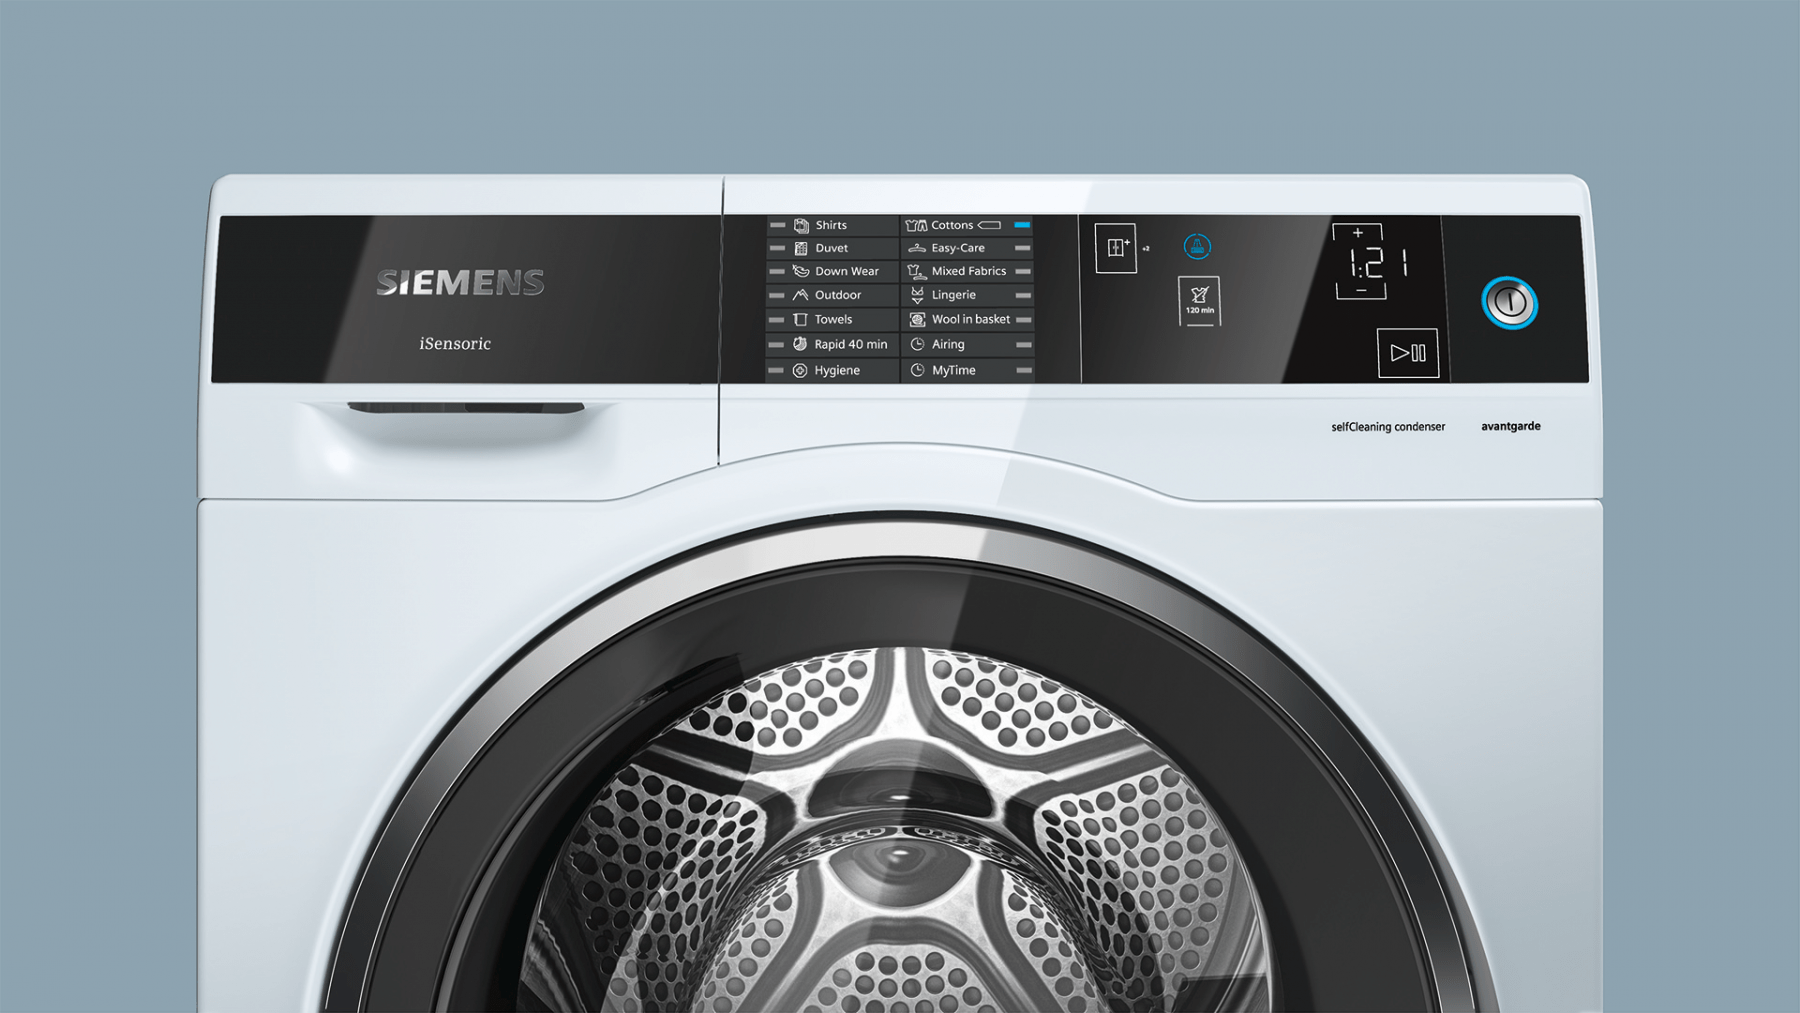 SIEMENS
iSensoric
Shirts
Duvet
Down Wear
Outdoor
Towels
Rapid 40 min
Hygiene
Cottons
Easy-Care
Mixed Fabrics
Lingerie
Wool in basket
Airing
MyTime
+2
120 min
+
1:21
−
selfCleaning condenser
avantgarde